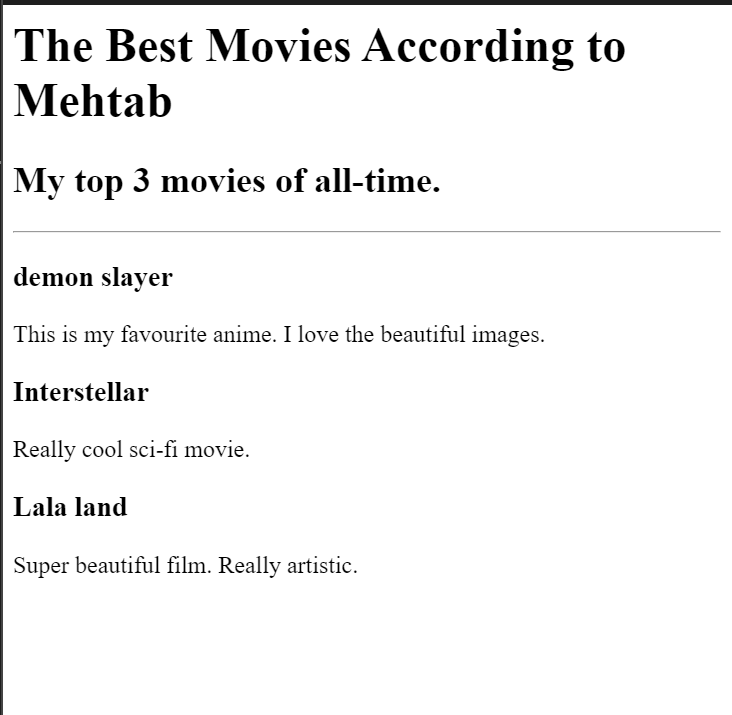 The Best Movies According to
Mehtab
My top 3 movies of all-time.
demon slayer
This is my favourite anime. I love the beautiful images.
Interstellar
Really cool sci-fi movie.
Lala land
Super beautiful film. Really artistic.